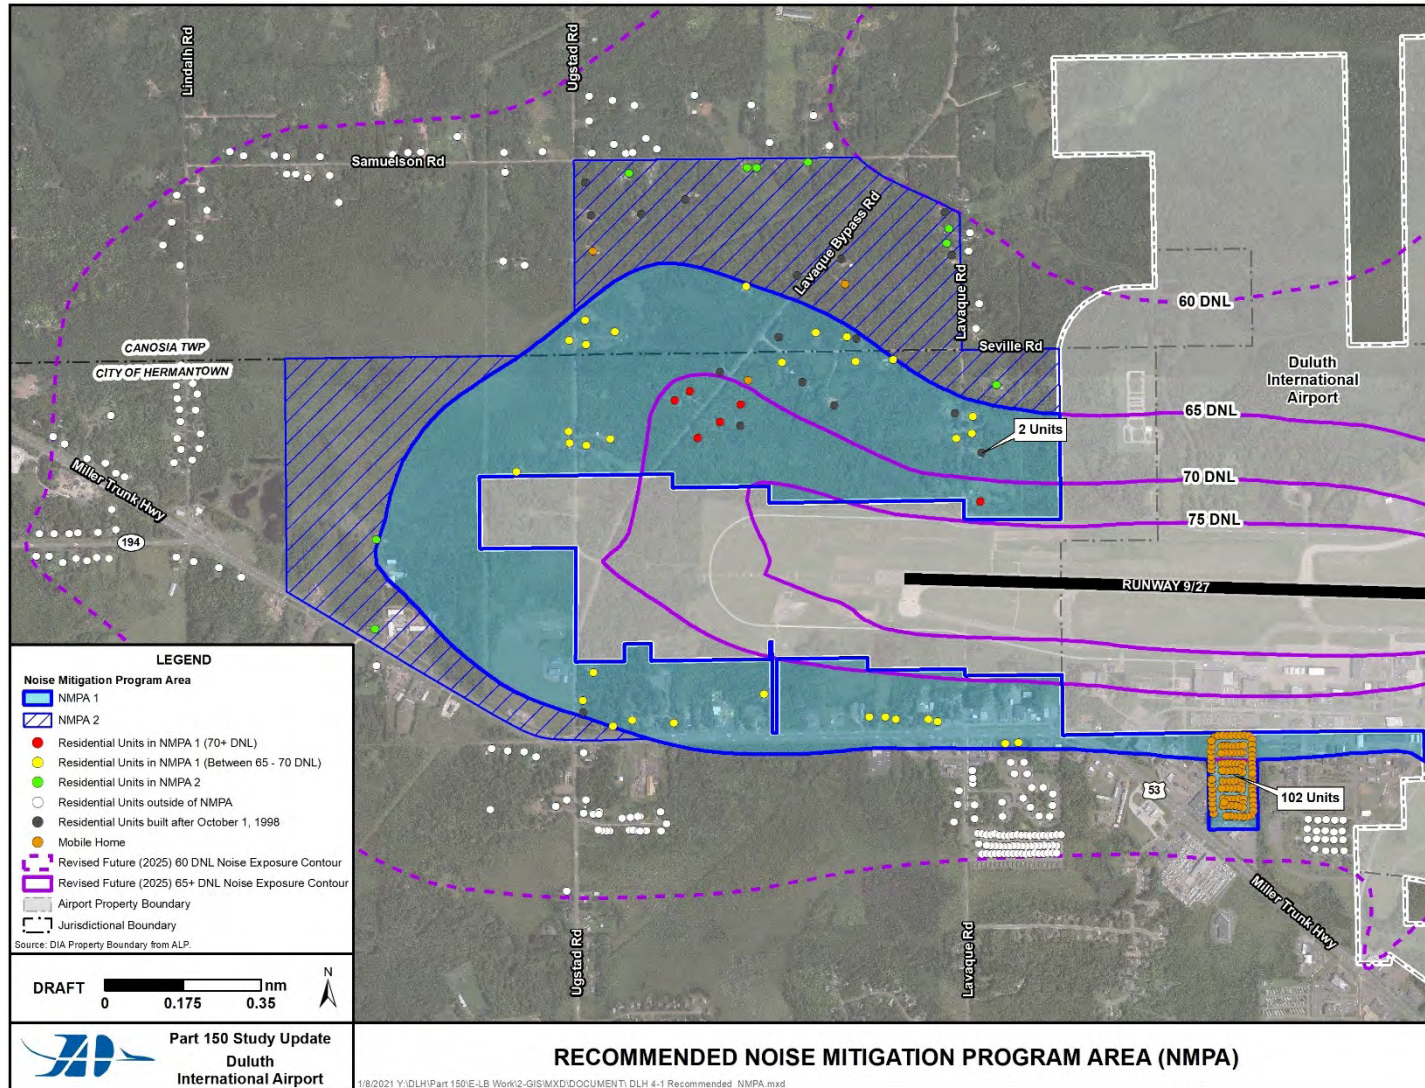 Lindalh Rd
Ugstad Rd
Samuelson Rd
Lavaque Bypass Rd
Lavaque Rd
60 DNL
Seville Rd
CANOSIA TWP
CITY OF HERMANTOWN
Duluth
International
Airport
65 DNL
2 Units
Miller Trunk Hwy
70 DNL
75 DNL
194
RUNWAY 9/27
53
102 Units
Miller Trunk Hwy
Ugstad Rd
Lavaque Rd
LEGEND
Noise Mitigation Program Area
NMPA 1
NMPA 2
Residential Units in NMPA 1 (70+ DNL)
Residential Units in NMPA 1 (Between 65 - 70 DNL)
Residential Units in NMPA 2
Residential Units outside of NMPA
Residential Units built after October 1, 1998
Mobile Home
Revised Future (2025) 60 DNL Noise Exposure Contour
Revised Future (2025) 65+ DNL Noise Exposure Contour
Airport Property Boundary
Jurisdictional Boundary
Source: DIA Property Boundary from ALP.
DRAFT
nm
0 0.175 0.35
N
Part 150 Study Update
Duluth
International Airport
RECOMMENDED NOISE MITIGATION PROGRAM AREA (NMPA)
1/8/2021 Y:\DLH\Part 150\E-LB Work\2-GIS\MXD\DOCUMENT\ DLH 4-1 Recommended_NMPA.mxd